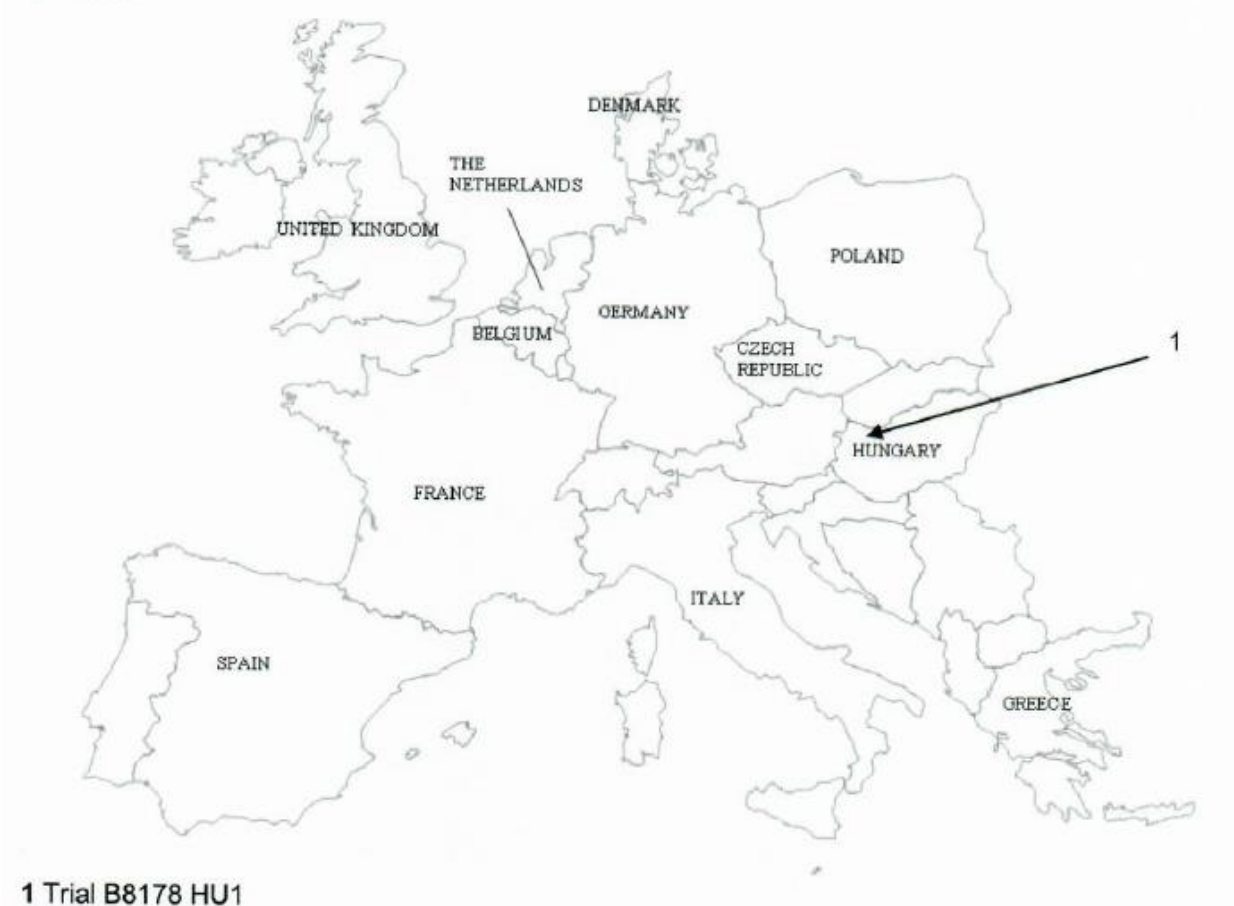 DENMARK
THE
NETHERLANDS
UNITED KINGDOM
POLAND
GERMANY
BELGIUM
CZECH
REPUBLIC
1
HUNGARY
FRANCE
ITALY
SPAIN
GREECE
1 Trial B8178 HU1